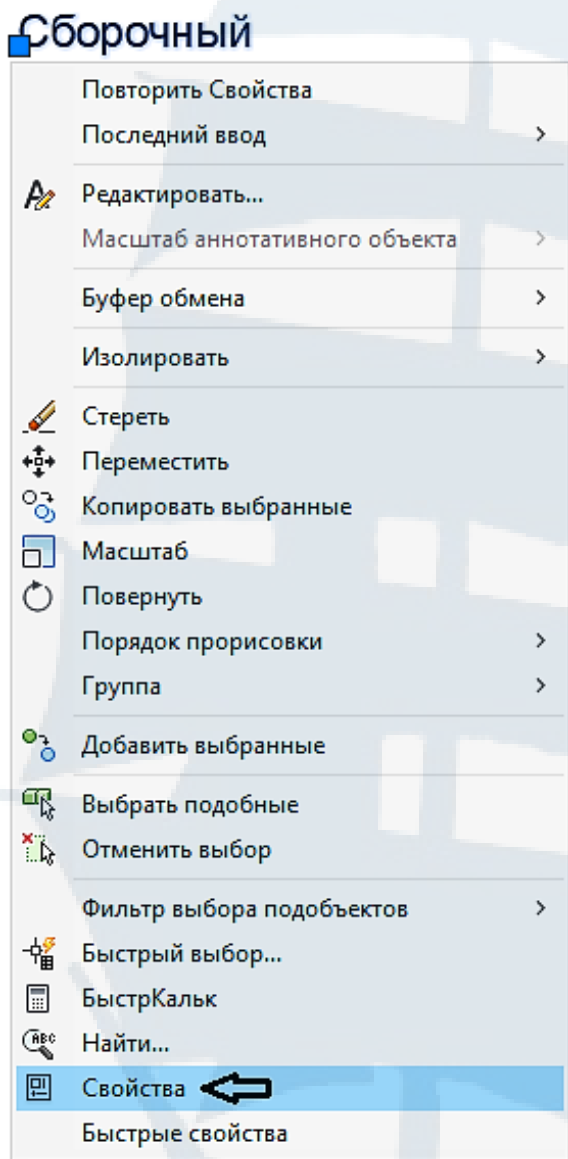 Сборочный
Повторить Свойства
Последний ввод
Редактировать...
Масштаб аннотативного объекта
Буфер обмена
Изолировать
Стереть
Переместить
Копировать выбранные
Масштаб
Повернуть
Порядок прорисовки
Группа
Добавить выбранные
Выбрать подобные
Отменить выбор
Фильтр выбора подобъектов
Быстрый выбор...
БыстрКальк
ABC
Найти...
Свойства
Быстрые свойства